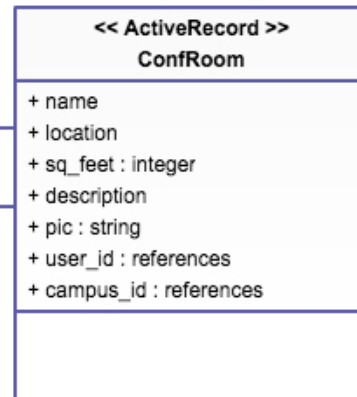 << ActiveRecord >>
ConfRoom
+ name
+ location
+ sq_feet : integer
+ description
+ pic : string
+ user_id : references
+ campus_id : references